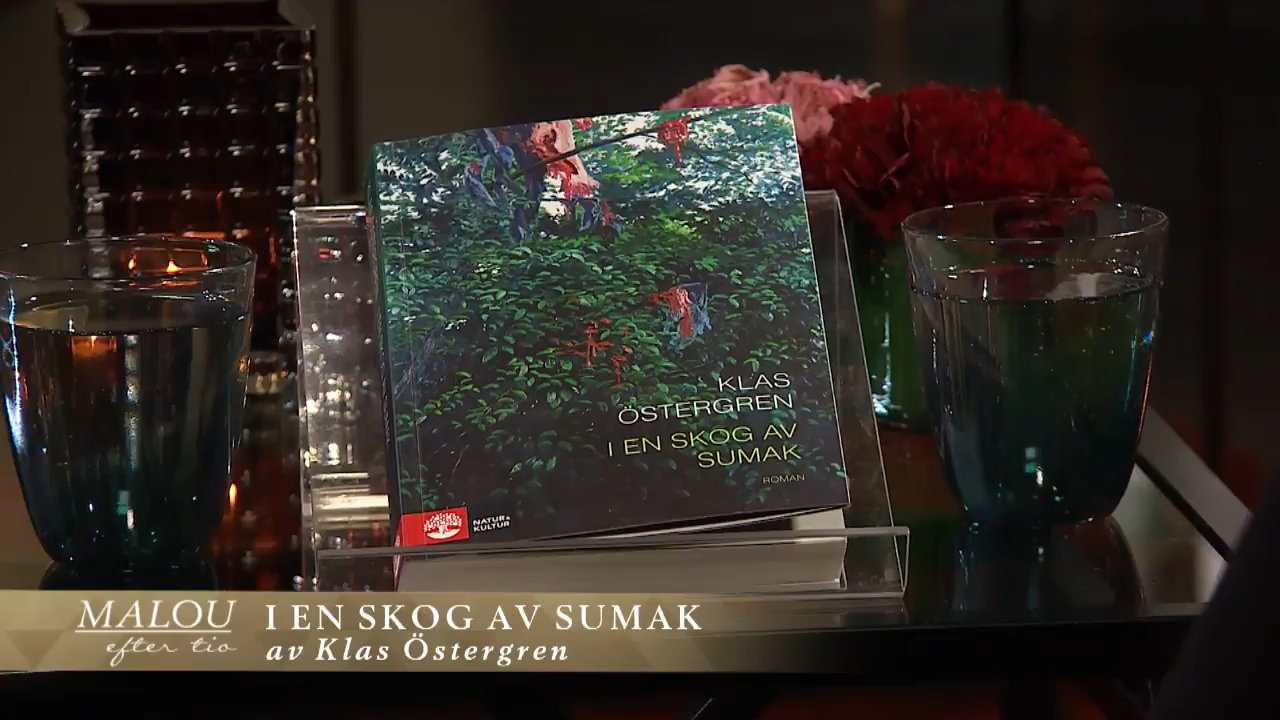 KLAS
ÖSTERGREN
I EN SKOG AV
SUMAK
ROMAN
NATUR &
KULTUR
MALOU
efter tio
I EN SKOG AV SUMAK
av Klas Östergren